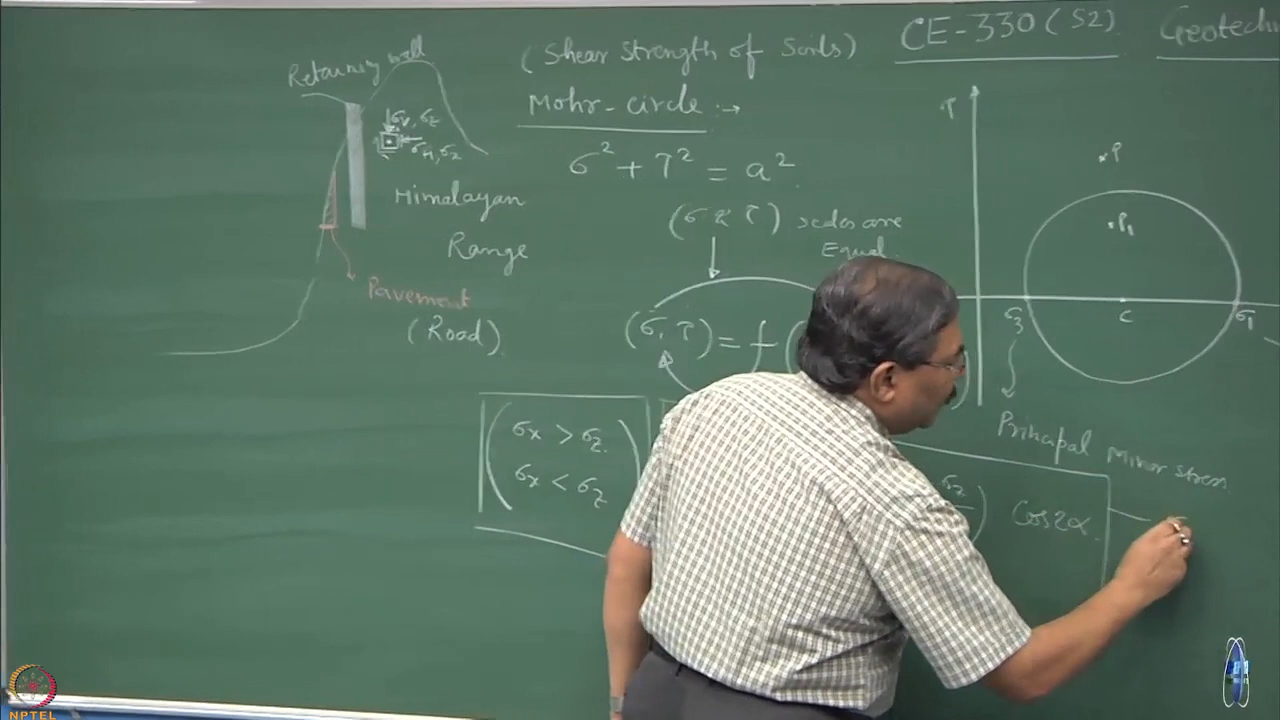 CE-330 (S2) Geotechni
(Shear Strength of Soils)
Mohr-circle :→
σ² + τ² = a²
(σ & τ) scales are
Equal.
(σ, τ) = f (
Retaining wall
σv, σz
σH, σx
Himalayan
Range
Pavement
(Road)
σx > σz
σx < σz
τ
P
P1
σ3
C
σ1
Principal Minor stress
σz
) Cos2α.
NPTEL